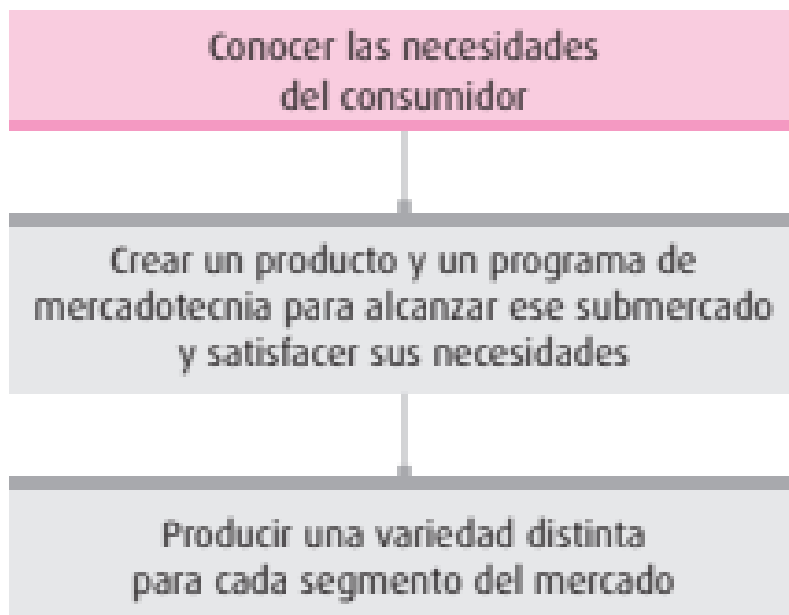 Conocer las necesidades
del consumidor
Crear un producto y un programa de
mercadotecnia para alcanzar ese submercado
y satisfacer sus necesidades
Producir una variedad distinta
para cada segmento del mercado